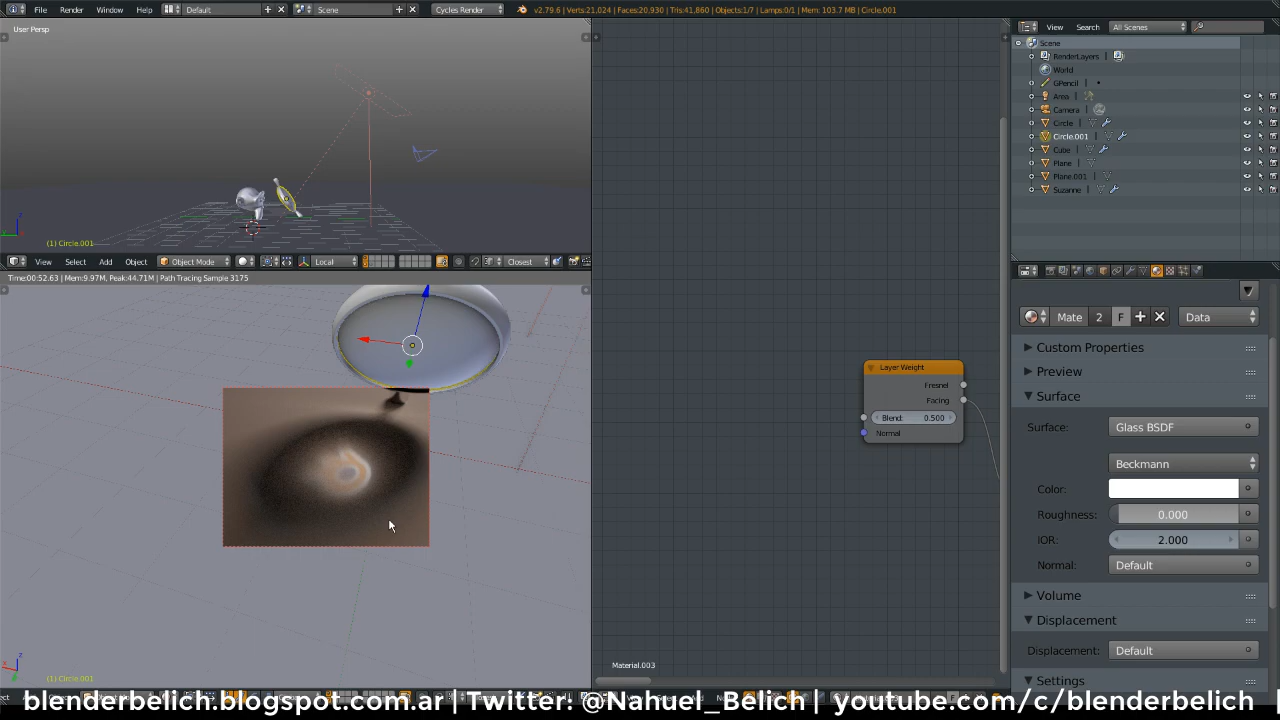 File Render Window Help Default Scene Cycles Render v2.79.6 | Verts:21,024 | Faces:20,930 | Tris:41,860 | Objects:1/7 | Lamps:0/1 | Mem: 103.7 MB | Circle.001
User Persp
(1) Circle.001
View Select Add Object Object Mode Local Closest
Time:00:52.63 | Mem:9.97M, Peak:44.71M | Path Tracing Sample 3175
(1) Circle.001
Layer Weight
Fresnel
Facing
Blend: 0.500
Normal
Material.003
View Search All Scenes
Scene
RenderLayers |
World
GPencil |
Area |
Camera |
Circle |
Circle.001 |
Cube |
Plane |
Plane.001 |
Suzanne |
Mate 2 F Data
Custom Properties
Preview
Surface
Surface: Glass BSDF
Beckmann
Color:
Roughness: 0.000
IOR: 2.000
Normal: Default
Volume
Displacement
Displacement: Default
Settings
blenderbelich.blogspot.com.ar | Twitter: @Nahuel_Belich | youtube.com/c/blenderbelich